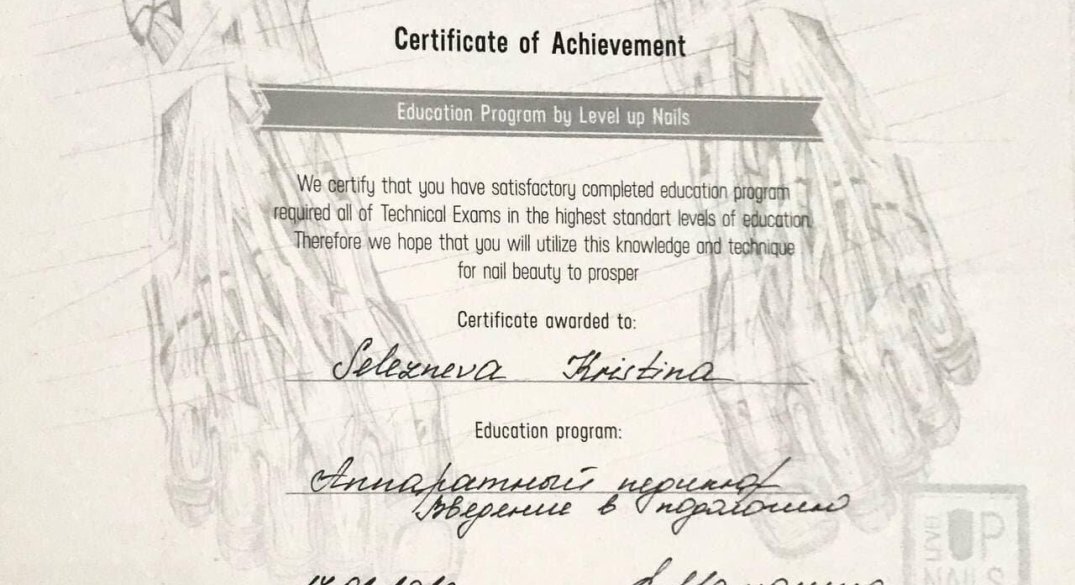 Certificate of Achievement
Education Program by Level up Nails
We certify that you have satisfactory completed education program
required all of Technical Exams in the highest standart levels of education.
Therefore we hope that you will utilize this knowledge and technique
for nail beauty to prosper
Certificate awarded to:
Selezneva Kristina
Education program:
Аппаратный педикюр
Введение в подологию
LEVEL UP
NAILS